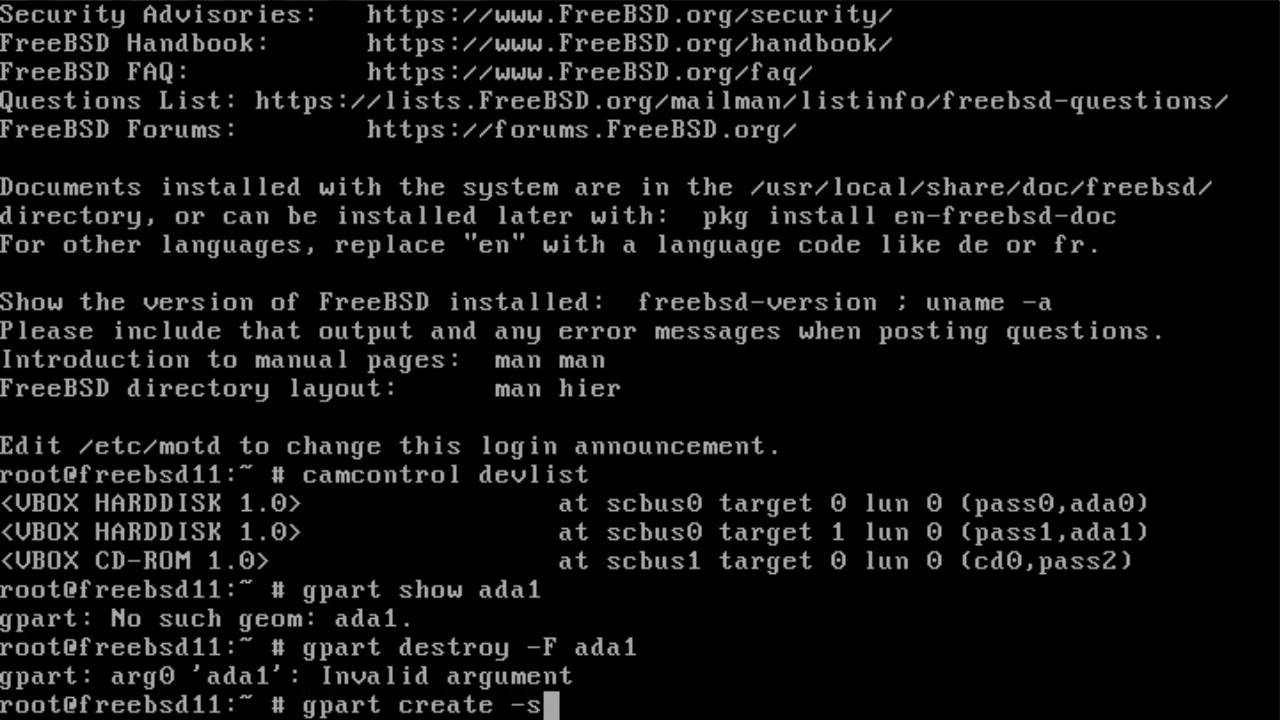 Security Advisories:   https://www.FreeBSD.org/security/
FreeBSD Handbook:      https://www.FreeBSD.org/handbook/
FreeBSD FAQ:           https://www.FreeBSD.org/faq/
Questions List: https://lists.FreeBSD.org/mailman/listinfo/freebsd-questions/
FreeBSD Forums:        https://forums.FreeBSD.org/
Documents installed with the system are in the /usr/local/share/doc/freebsd/
directory, or can be installed later with:  pkg install en-freebsd-doc
For other languages, replace "en" with a language code like de or fr.
Show the version of FreeBSD installed:  freebsd-version ; uname -a
Please include that output and any error messages when posting questions.
Introduction to manual pages:  man man
FreeBSD directory layout:      man hier
Edit /etc/motd to change this login announcement.
root@freebsd11:~ # camcontrol devlist
<VBOX HARDDISK 1.0>                at scbus0 target 0 lun 0 (pass0,ada0)
<VBOX HARDDISK 1.0>                at scbus0 target 1 lun 0 (pass1,ada1)
<VBOX CD-ROM 1.0>                  at scbus1 target 0 lun 0 (cd0,pass2)
root@freebsd11:~ # gpart show ada1
gpart: No such geom: ada1.
root@freebsd11:~ # gpart destroy -F ada1
gpart: arg0 'ada1': Invalid argument
root@freebsd11:~ # gpart create -s